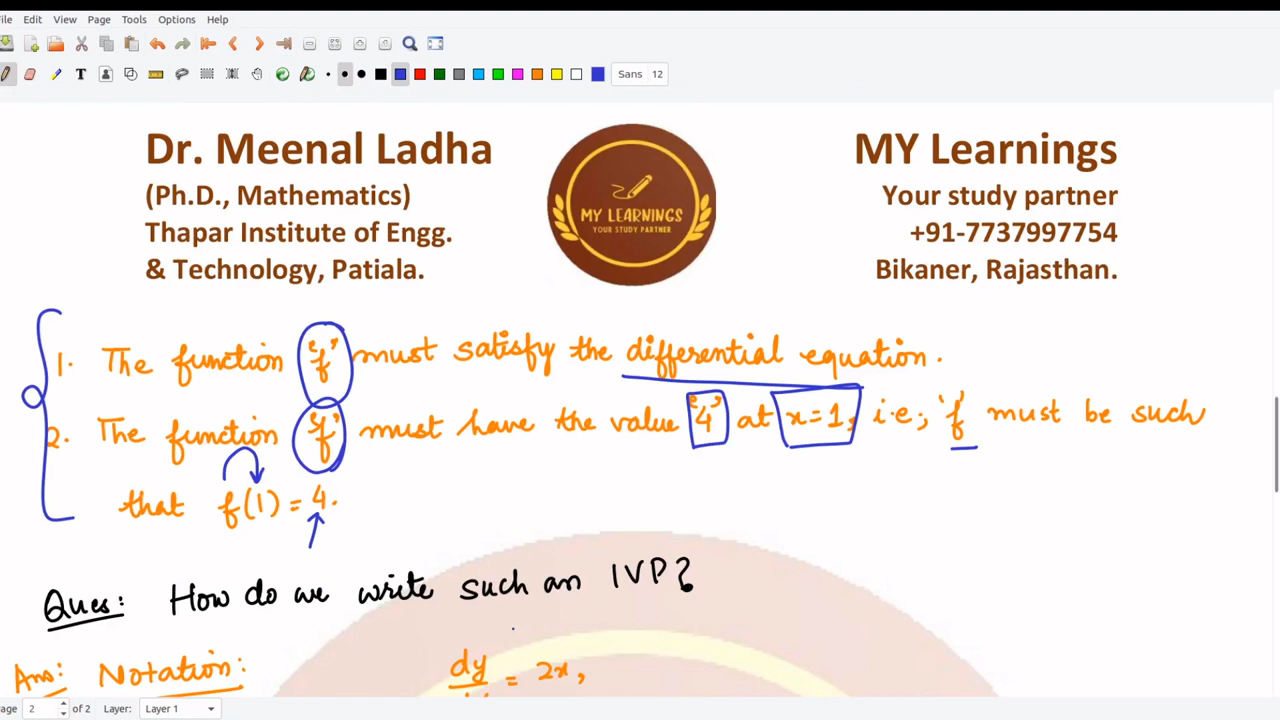 File Edit View Page Tools Options Help
Sans 12
Dr. Meenal Ladha
(Ph.D., Mathematics)
Thapar Institute of Engg.
& Technology, Patiala.
MY LEARNINGS
YOUR STUDY PARTNER
MY Learnings
Your study partner
+91-7737997754
Bikaner, Rajasthan.
1. The function 'f' must satisfy the differential equation.
2. The function 'f' must have the value '4' at x=1, i.e; 'f' must be such
that f(1) = 4.
Ques: How do we write such an IVP?
Ans: Notation: dy = 2x,
Page 2 of 2 Layer: Layer 1